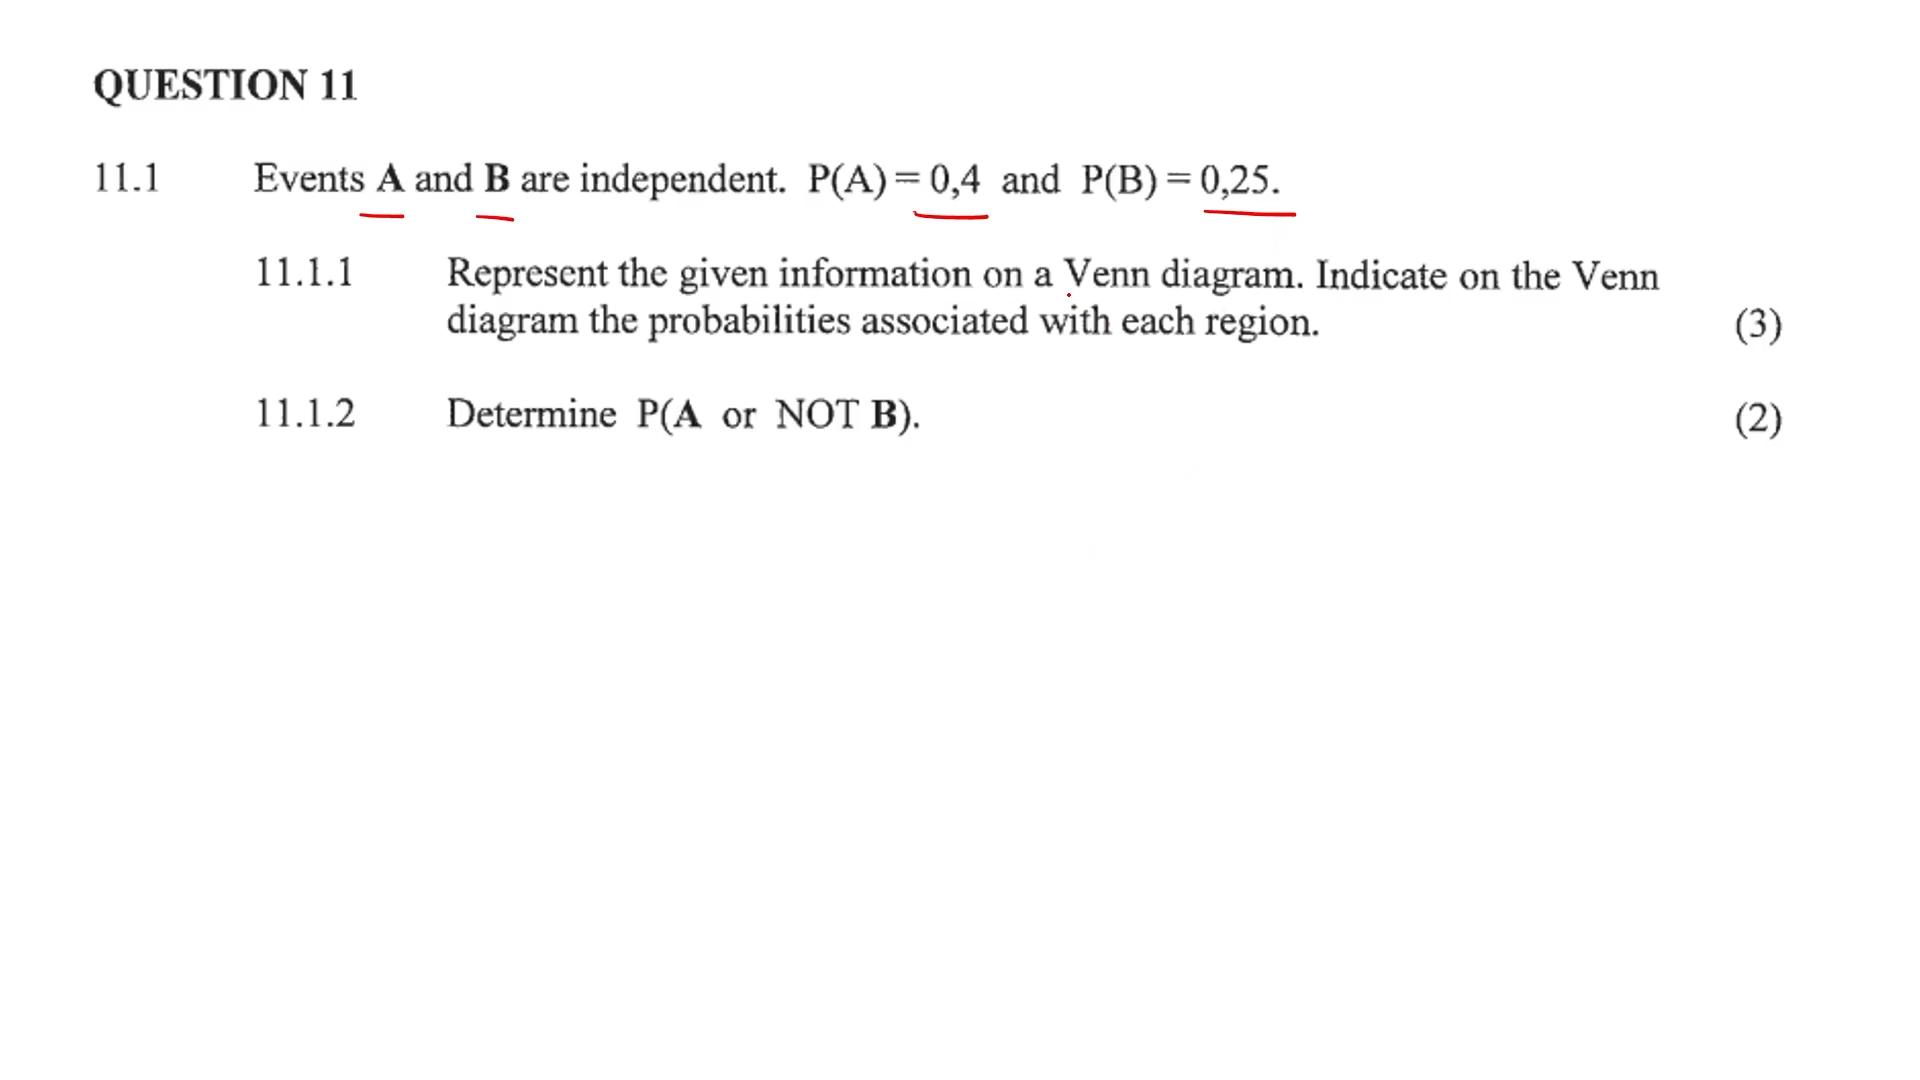 QUESTION 11
11.1 Events A and B are independent. P(A) = 0,4 and P(B) = 0,25.
11.1.1 Represent the given information on a Venn diagram. Indicate on the Venn
diagram the probabilities associated with each region. (3)
11.1.2 Determine P(A or NOT B). (2)